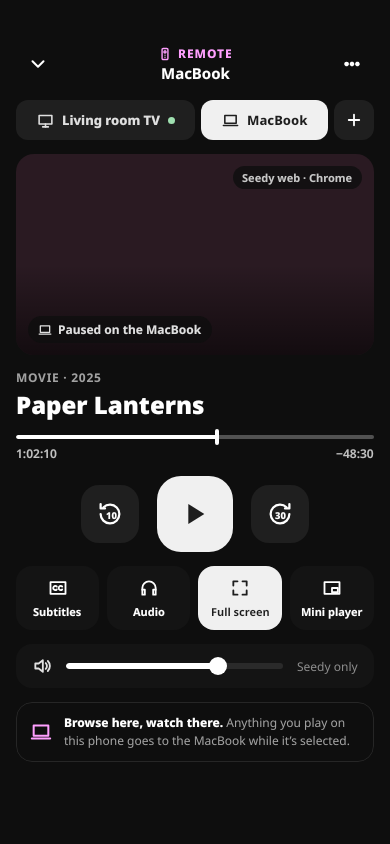 REMOTE
MacBook
Living room TV
MacBook
Seedy web · Chrome
Paused on the MacBook
MOVIE · 2025
Paper Lanterns
1:02:10
−48:30
10
30
CC
Subtitles
Audio
Full screen
Mini player
Seedy only
Browse here, watch there. Anything you play on
this phone goes to the MacBook while it's selected.